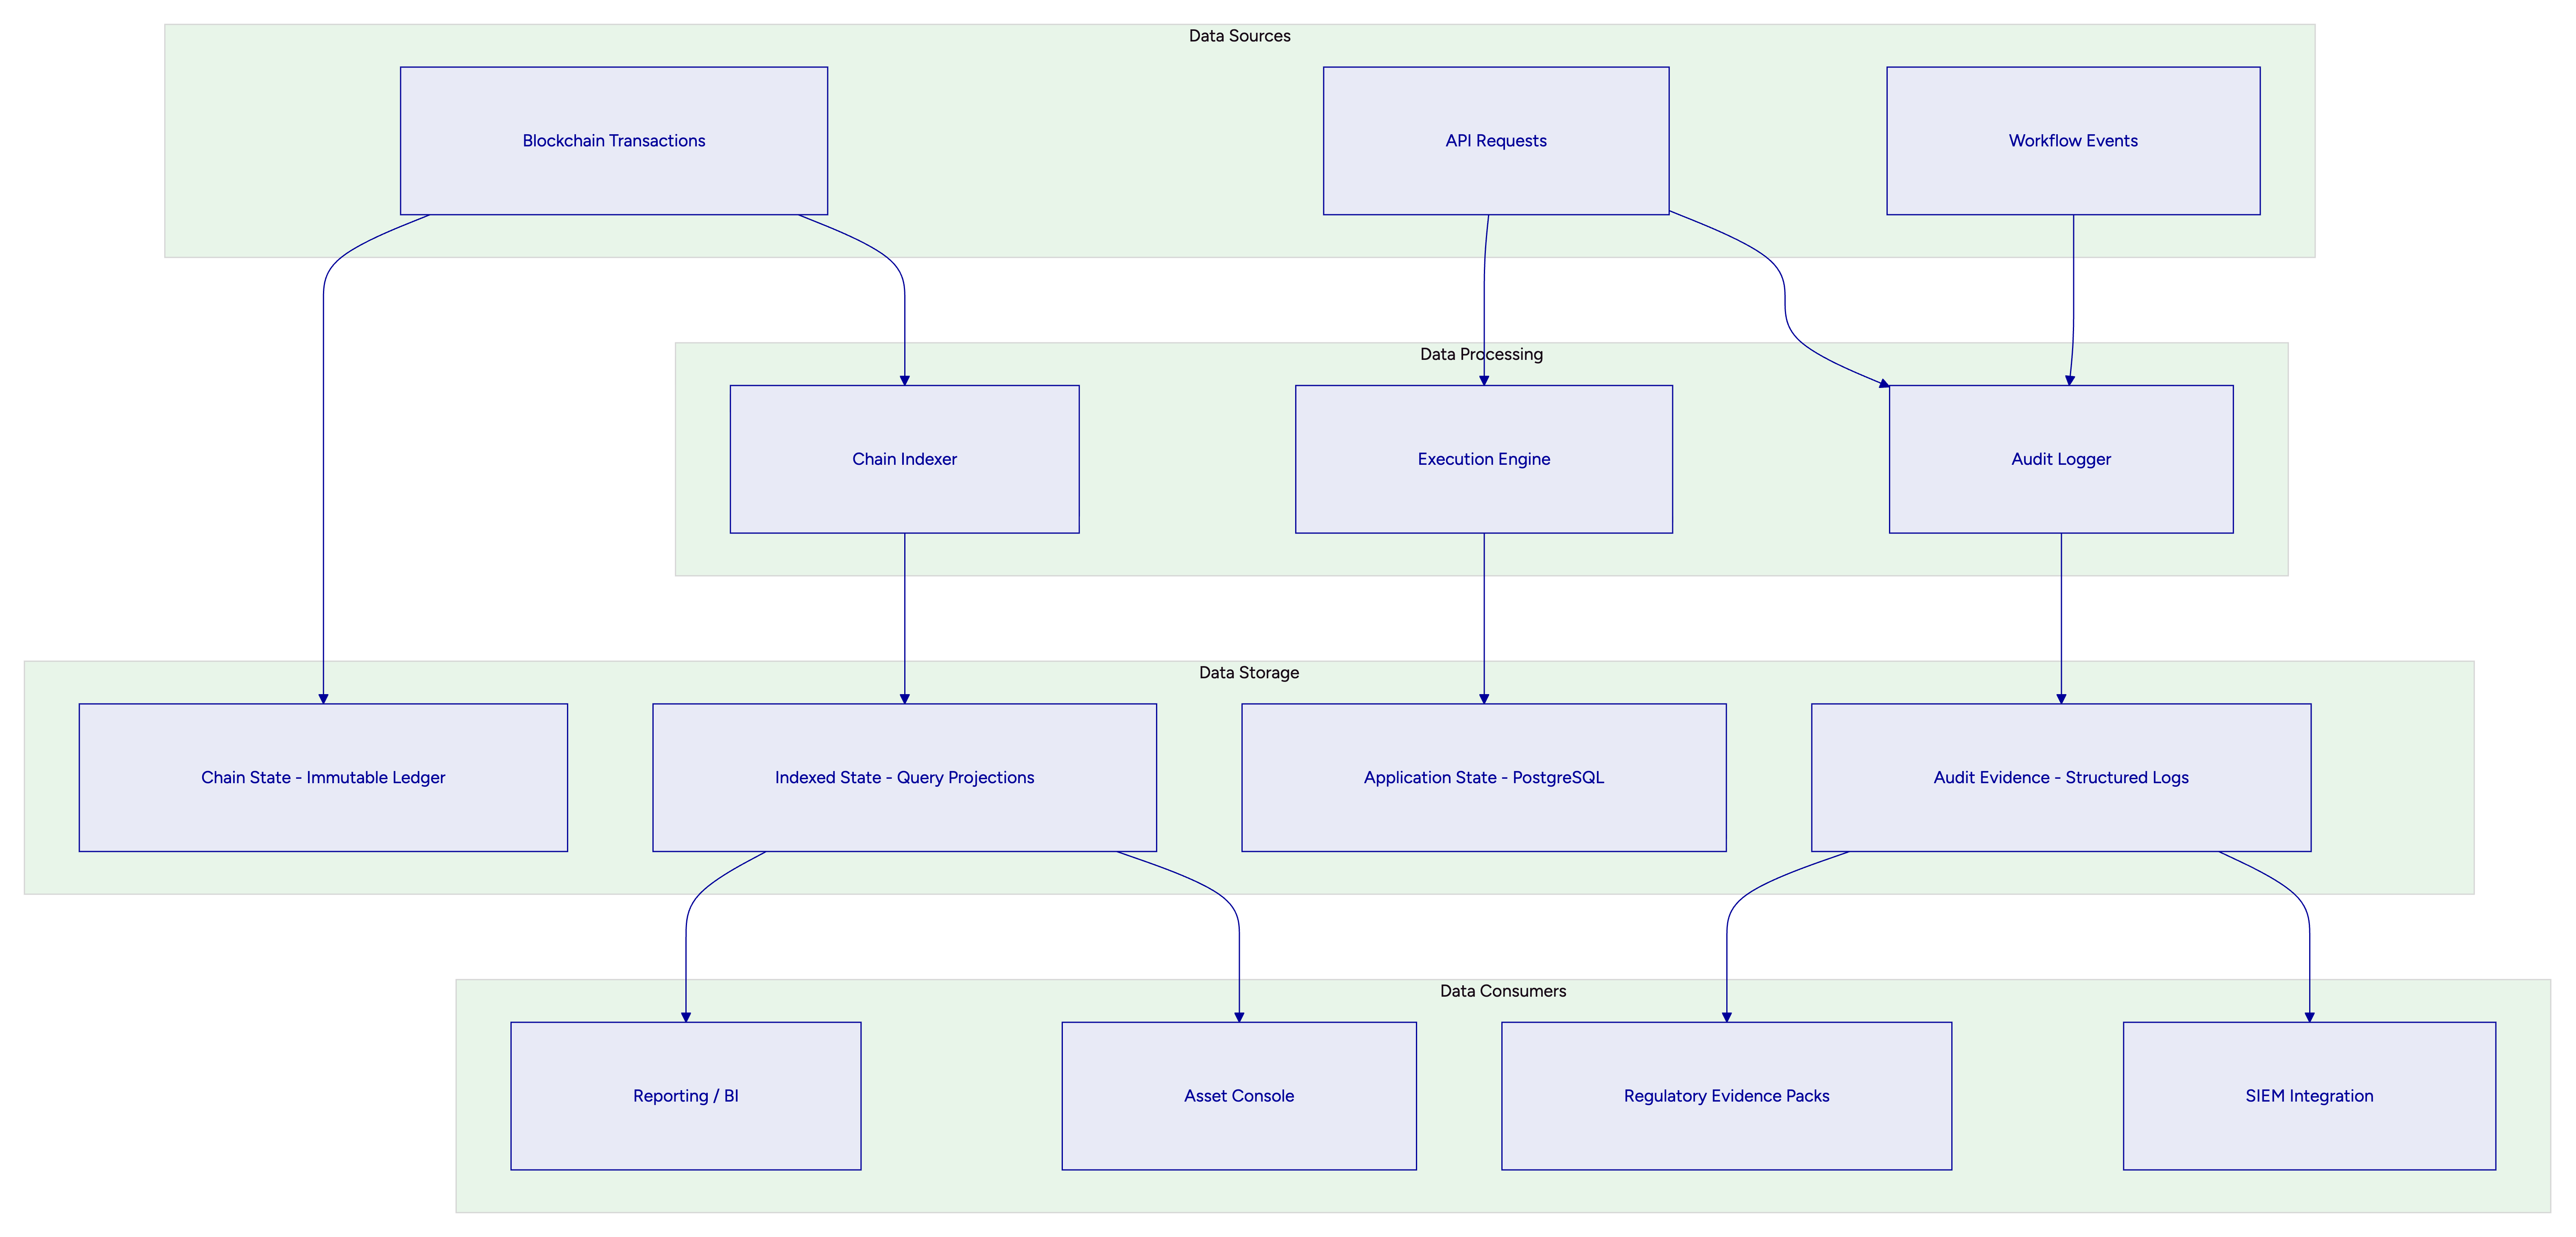 Data Sources
Blockchain Transactions
API Requests
Workflow Events
Data Processing
Chain Indexer
Execution Engine
Audit Logger
Data Storage
Chain State - Immutable Ledger
Indexed State - Query Projections
Application State - PostgreSQL
Audit Evidence - Structured Logs
Data Consumers
Reporting / BI
Asset Console
Regulatory Evidence Packs
SIEM Integration